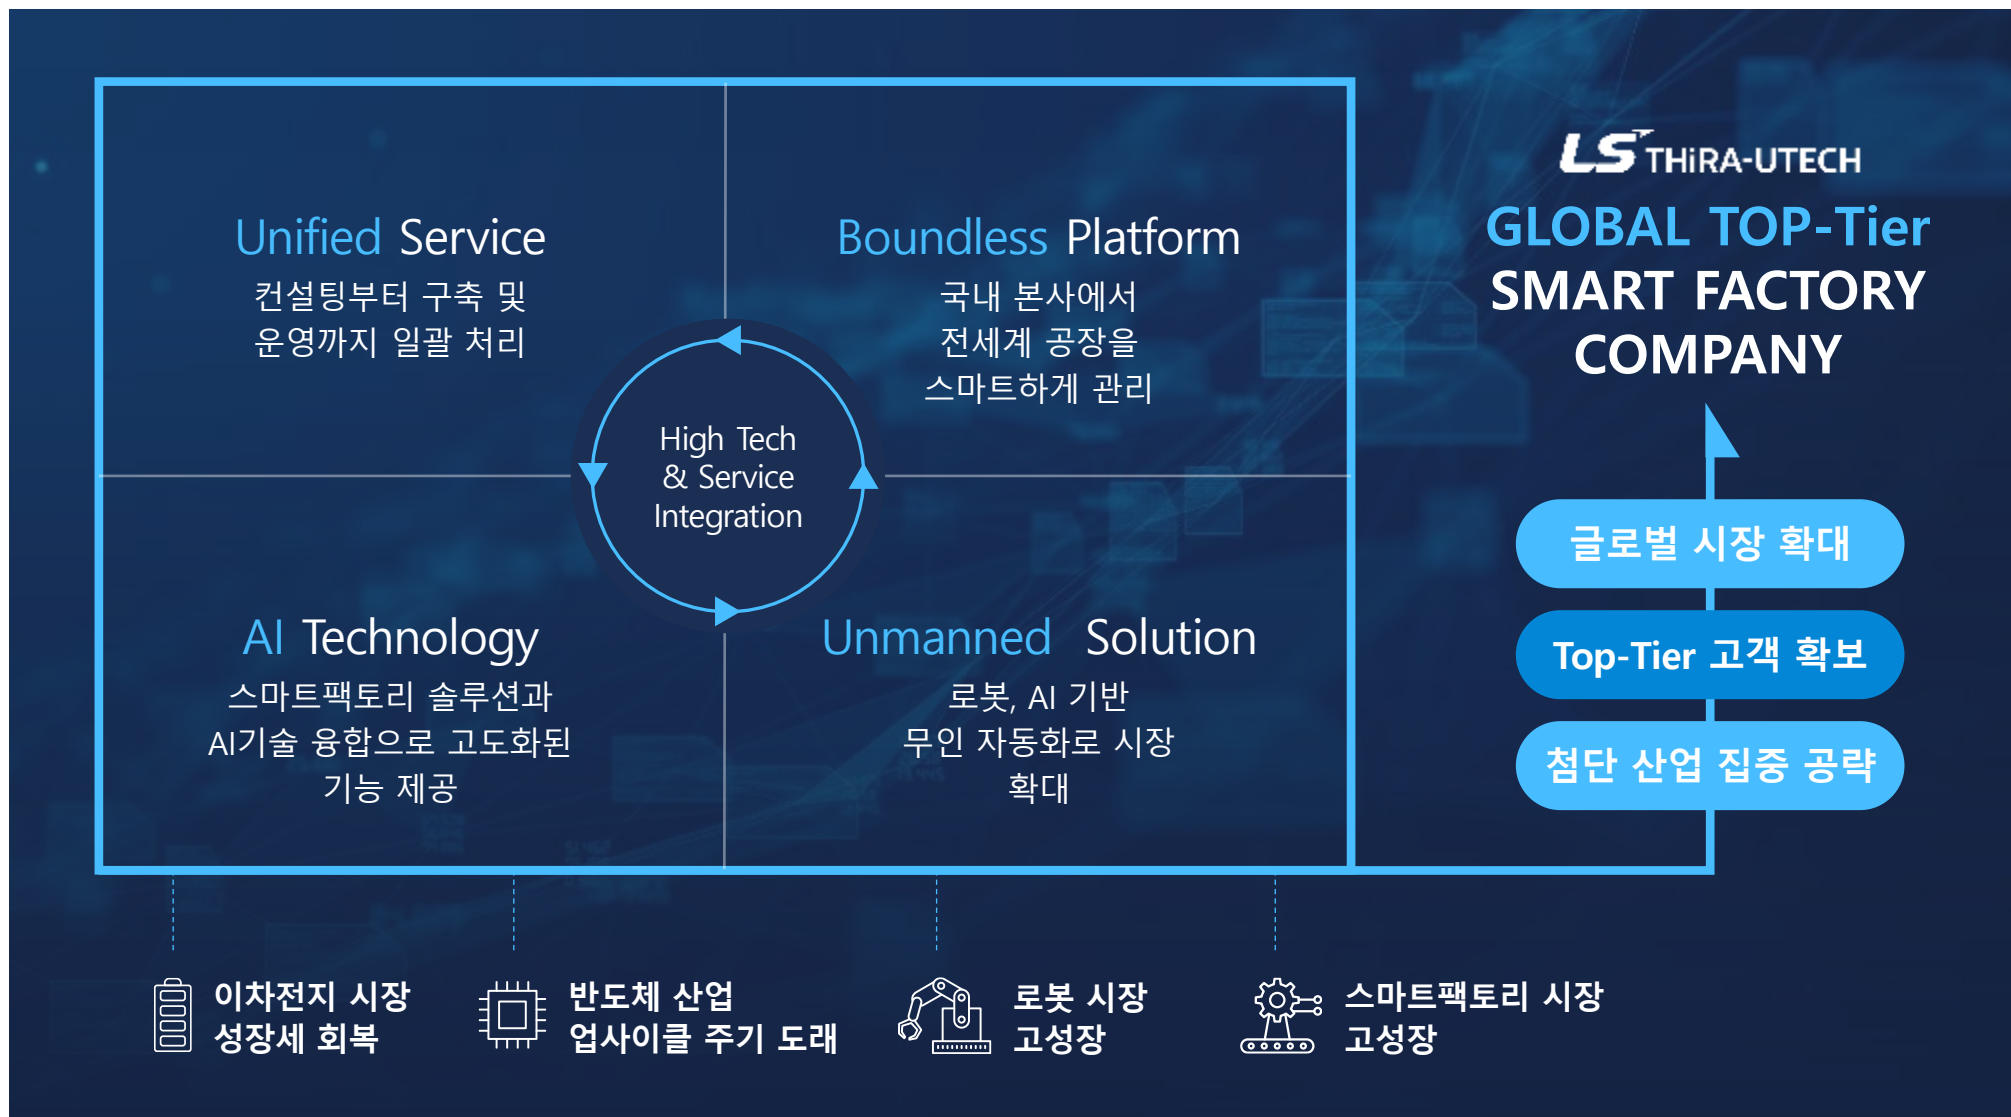 Unified Service
컨설팅부터 구축 및
운영까지 일괄 처리
Boundless Platform
국내 본사에서
전세계 공장을
스마트하게 관리
High Tech
& Service
Integration
AI Technology
스마트팩토리 솔루션과
AI기술 융합으로 고도화된
기능 제공
Unmanned Solution
로봇, AI 기반
무인 자동화로 시장
확대
LS THiRA-UTECH
GLOBAL TOP-Tier
SMART FACTORY
COMPANY
글로벌 시장 확대
Top-Tier 고객 확보
첨단 산업 집중 공략
이차전지 시장
성장세 회복
반도체 산업
업사이클 주기 도래
로봇 시장
고성장
스마트팩토리 시장
고성장